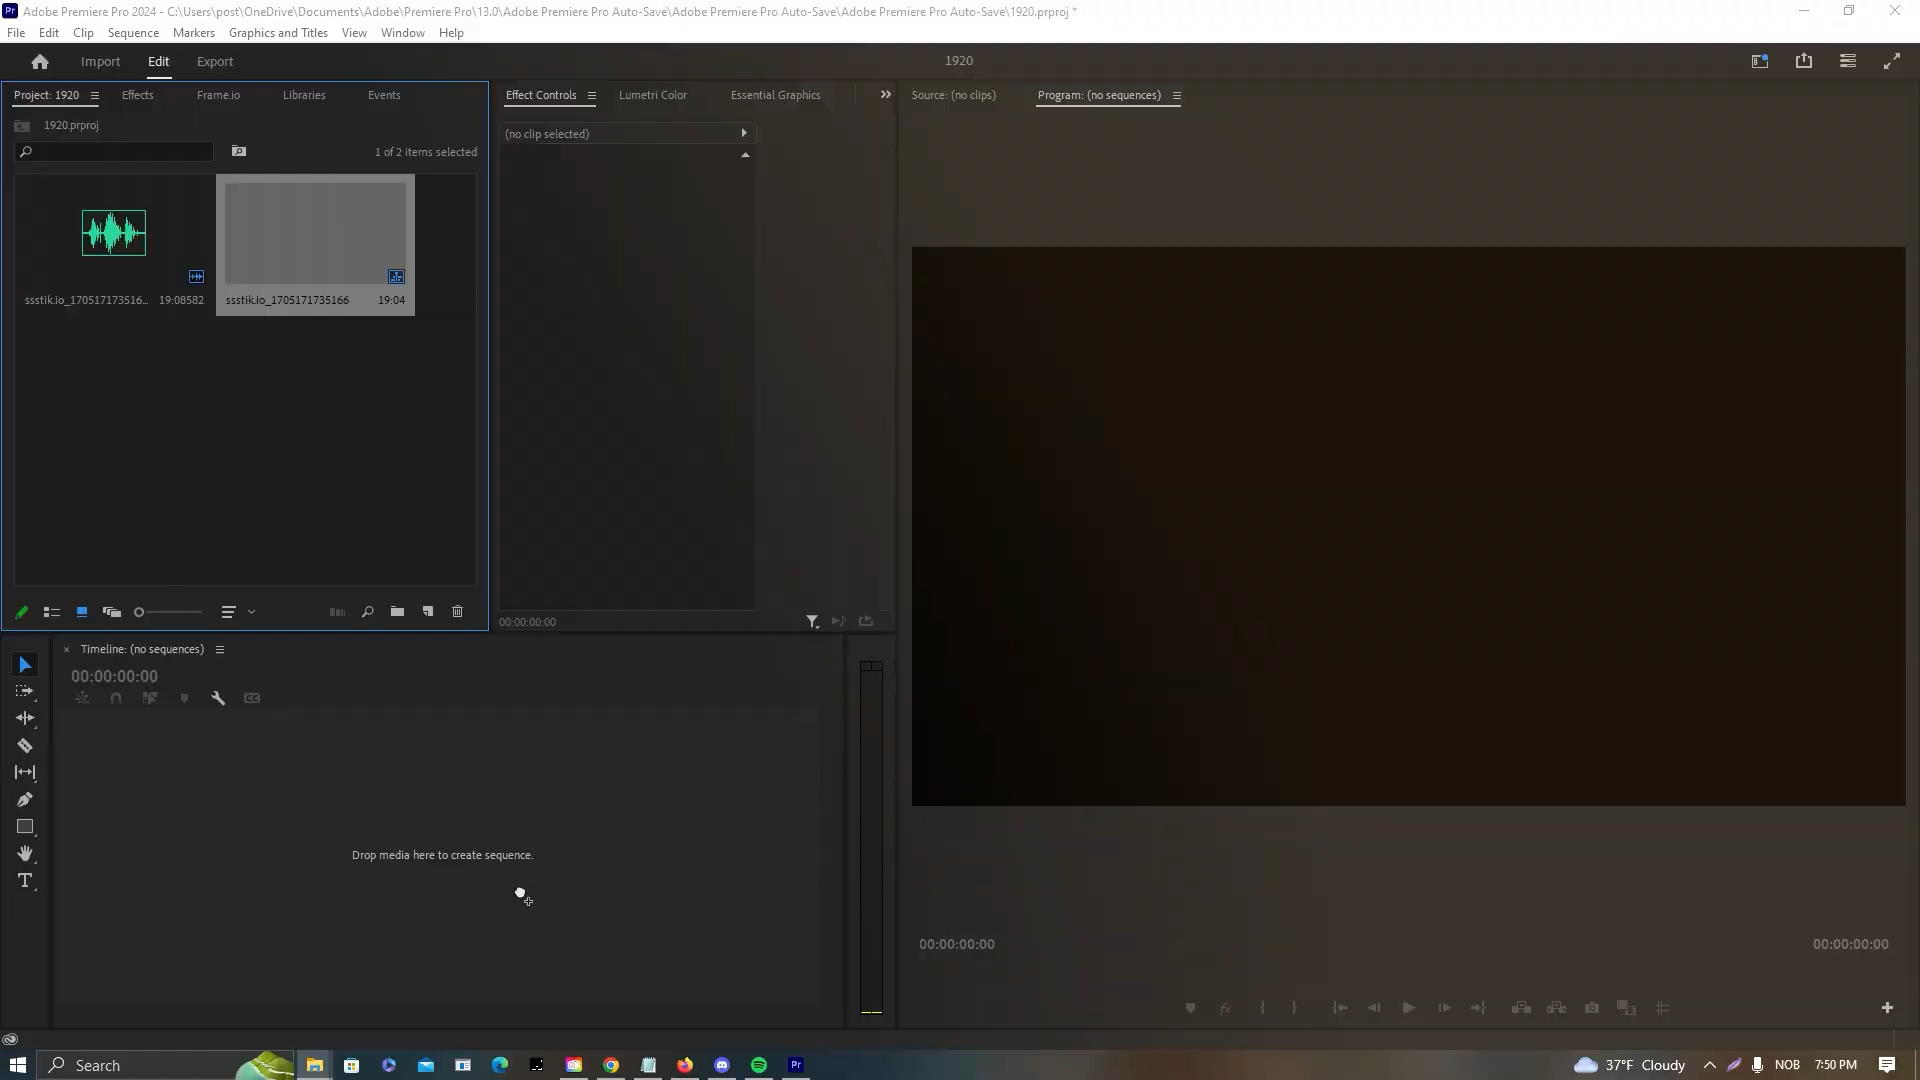 Pr Adobe Premiere Pro 2024 - C:\Users\post\OneDrive\Documents\Adobe\Premiere Pro\13.0\Adobe Premiere Pro Auto-Save\Adobe Premiere Pro Auto-Save\Adobe Premiere Pro Auto-Save\1920.prproj *
File Edit Clip Sequence Markers Graphics and Titles View Window Help
Import Edit Export 1920
Project: 1920 Effects Frame.io Libraries Events Effect Controls Lumetri Color Essential Graphics Source: (no clips) Program: (no sequences)
1920.prproj
(no clip selected)
1 of 2 items selected
ssstik.io_170517173516... 19:08582 ssstik.io_1705171735166 19:04
00:00:00:00
Timeline: (no sequences)
00:00:00:00
CC
Drop media here to create sequence.
00:00:00:00 00:00:00:00
fx
T
Search
Pr
37°F Cloudy NOB 7:50 PM